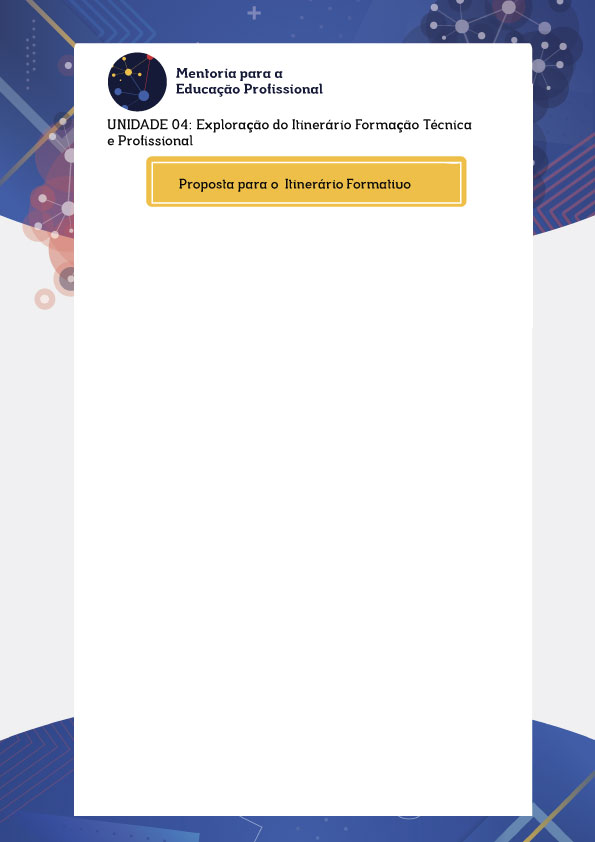 Mentoria para a
Educação Profissional
UNIDADE 04: Exploração do Itinerário Formação Técnica
e Profissional
Proposta para o Itinerário Formativo